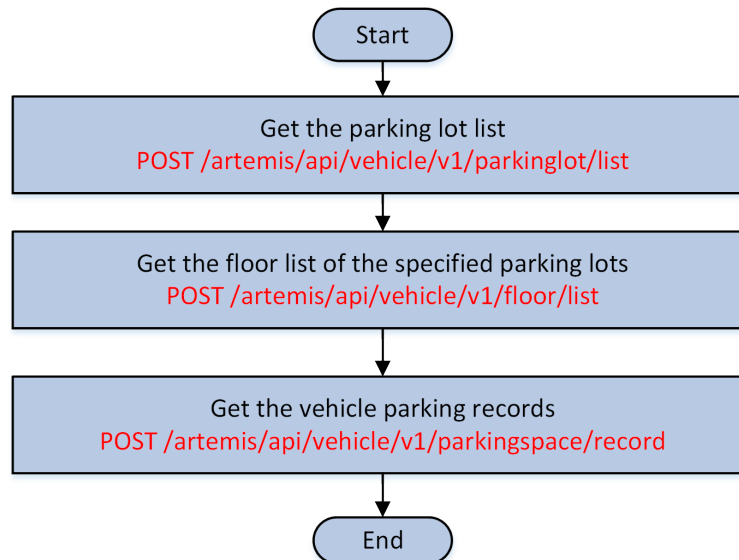 Start
Get the parking lot list
POST /artemis/api/vehicle/v1/parkinglot/list
Get the floor list of the specified parking lots
POST /artemis/api/vehicle/v1/floor/list
Get the vehicle parking records
POST /artemis/api/vehicle/v1/parkingspace/record
End